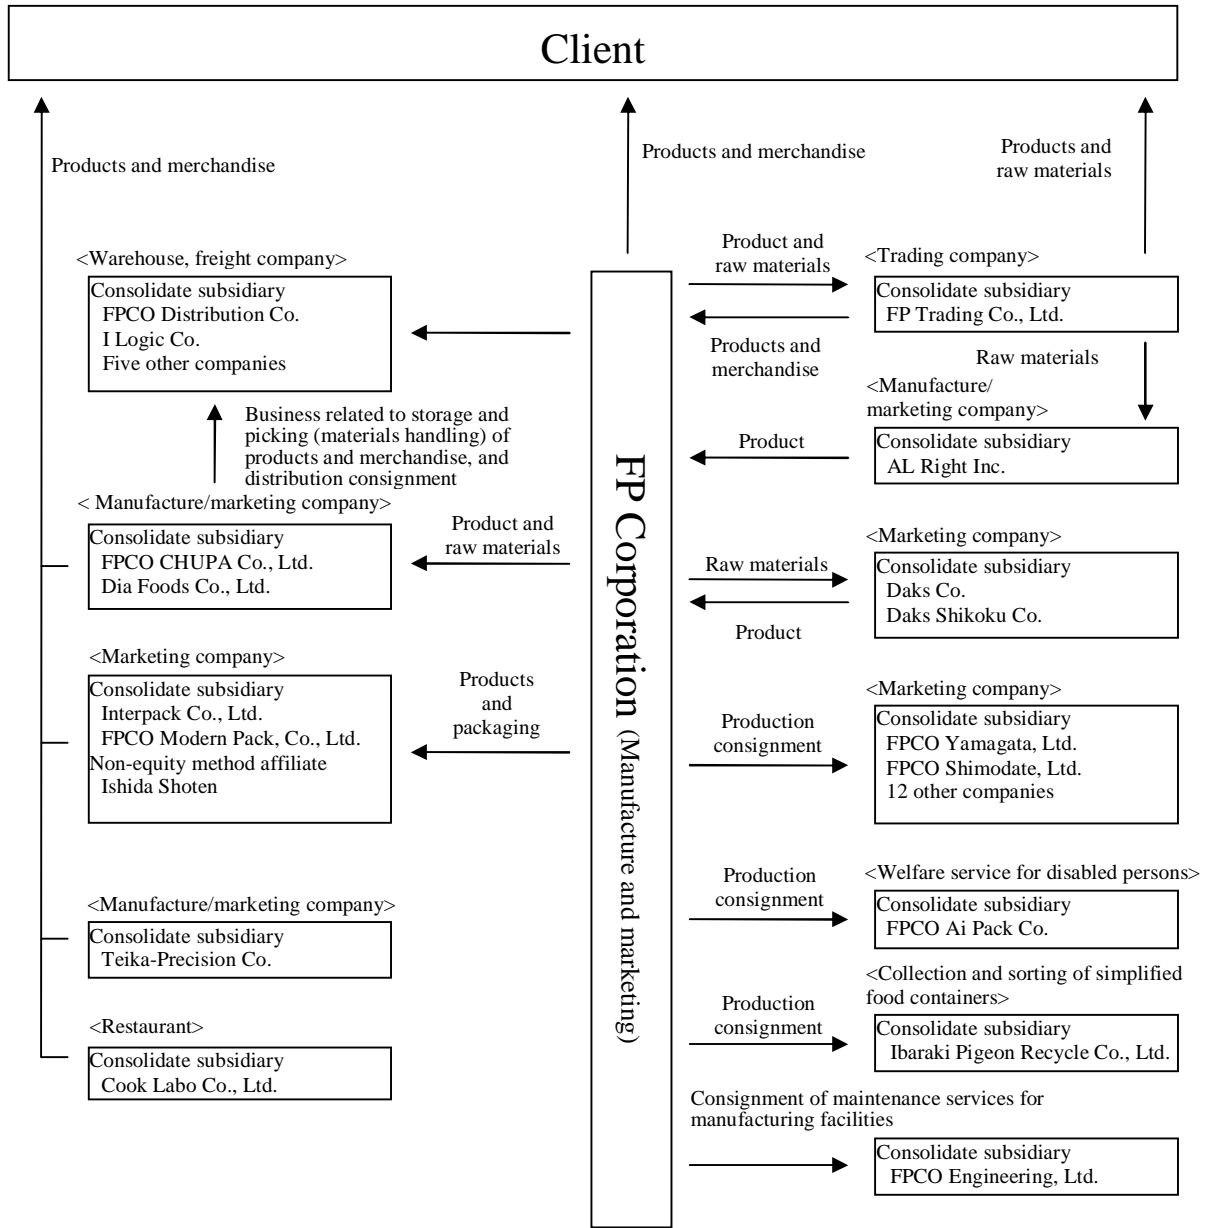 Client
Products and merchandise
Products and merchandise
Products and
raw materials
<Warehouse, freight company>
Consolidate subsidiary
FPCO Distribution Co.
I Logic Co.
Five other companies
Business related to storage and
picking (materials handling) of
products and merchandise, and
distribution consignment
< Manufacture/marketing company>
Consolidate subsidiary
FPCO CHUPA Co., Ltd.
Dia Foods Co., Ltd.
Product and
raw materials
<Marketing company>
Consolidate subsidiary
Interpack Co., Ltd.
FPCO Modern Pack, Co., Ltd.
Non-equity method affiliate
Ishida Shoten
Products
and
packaging
<Manufacture/marketing company>
Consolidate subsidiary
Teika-Precision Co.
<Restaurant>
Consolidate subsidiary
Cook Labo Co., Ltd.
FP Corporation (Manufacture and marketing)
Product and
raw materials
Products and
merchandise
<Trading company>
Consolidate subsidiary
FP Trading Co., Ltd.
Raw materials
<Manufacture/
marketing company>
Product
Consolidate subsidiary
AL Right Inc.
<Marketing company>
Raw materials
Product
Consolidate subsidiary
Daks Co.
Daks Shikoku Co.
<Marketing company>
Production
consignment
Consolidate subsidiary
FPCO Yamagata, Ltd.
FPCO Shimodate, Ltd.
12 other companies
<Welfare service for disabled persons>
Production
consignment
Consolidate subsidiary
FPCO Ai Pack Co.
<Collection and sorting of simplified
food containers>
Production
consignment
Consolidate subsidiary
Ibaraki Pigeon Recycle Co., Ltd.
Consignment of maintenance services for
manufacturing facilities
Consolidate subsidiary
FPCO Engineering, Ltd.